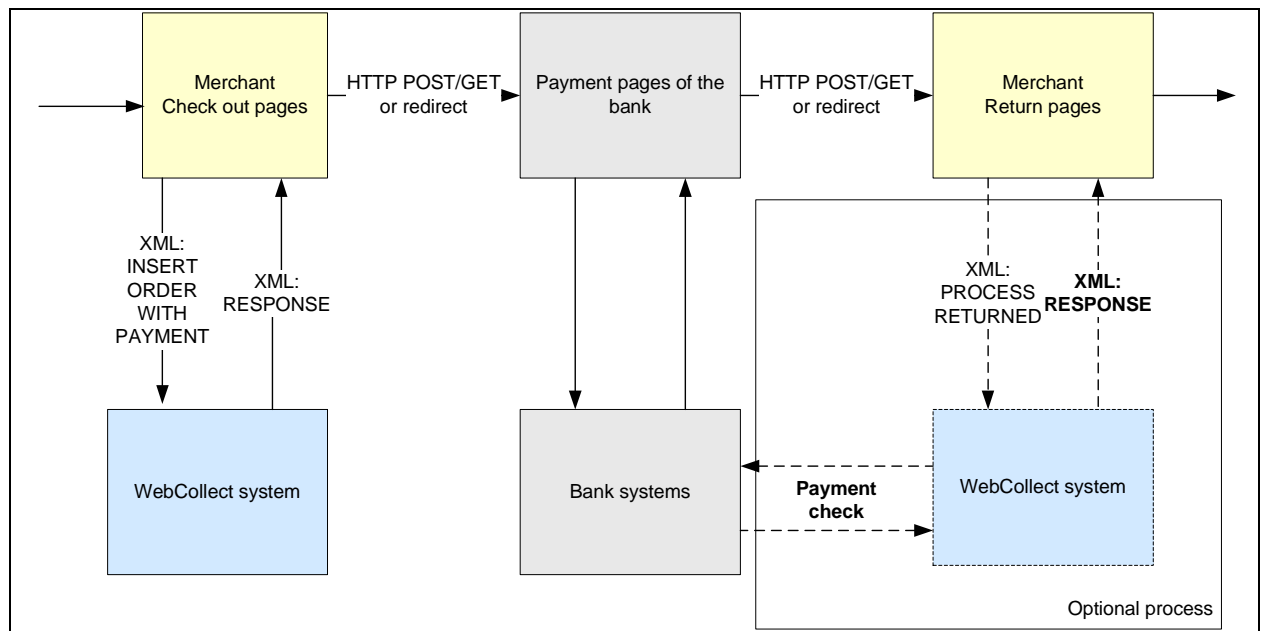 Merchant
Check out pages
HTTP POST/GET
or redirect
Payment pages of the
bank
HTTP POST/GET
or redirect
Merchant
Return pages
XML:
INSERT
ORDER
WITH
PAYMENT
XML:
RESPONSE
XML:
PROCESS
RETURNED
XML:
RESPONSE
WebCollect system
Bank systems
Payment
check
WebCollect system
Optional process